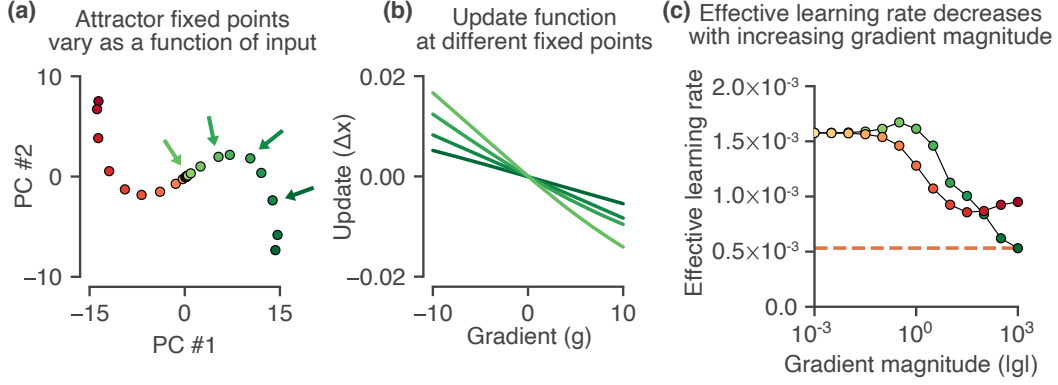 (a) Attractor fixed points
vary as a function of input
10
0
−10
PC #2
−15
0
15
PC #1
(b) Update function
at different fixed points
0.02
0.00
−0.02
Update (Δx)
−10
0
10
Gradient (g)
(c) Effective learning rate decreases
with increasing gradient magnitude
2.0×10⁻³
1.5×10⁻³
1.0×10⁻³
0.5×10⁻³
0.0
Effective learning rate
10⁻³
10⁰
10³
Gradient magnitude (|g|)